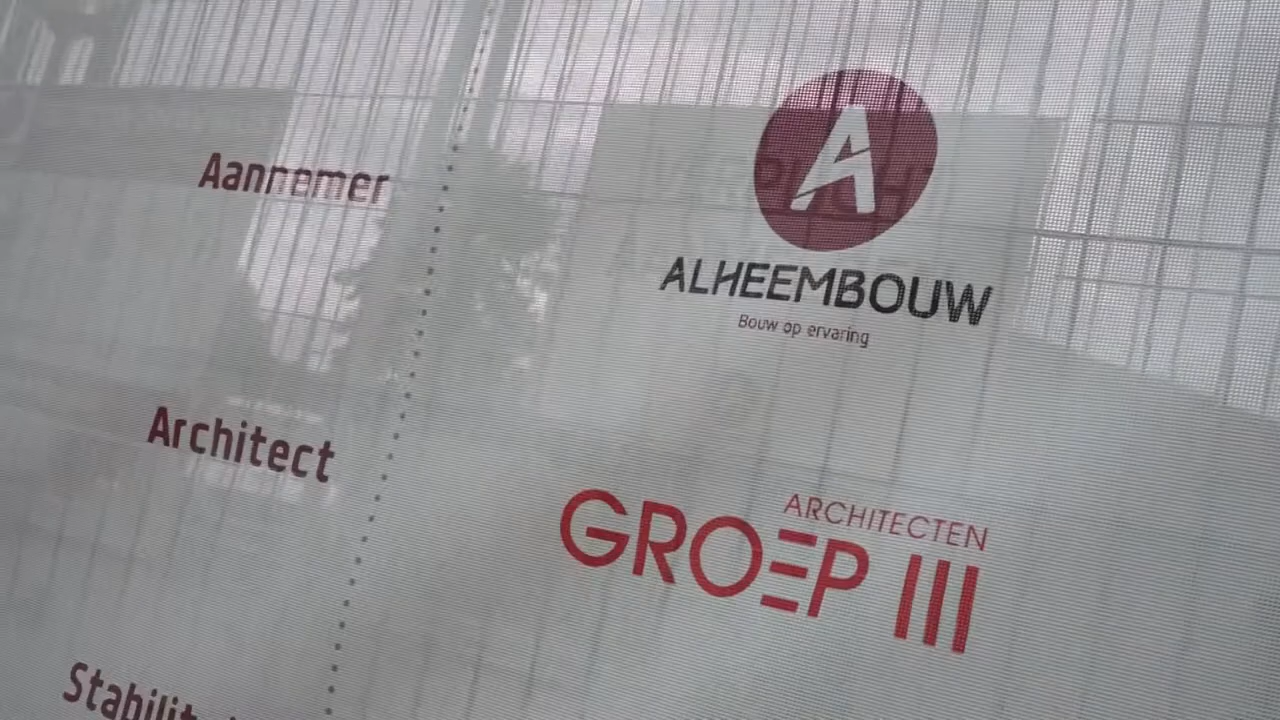 Aannemer
A
ALHEEMBOUW
Bouw op ervaring
Architect
ARCHITECTEN
GROEP III